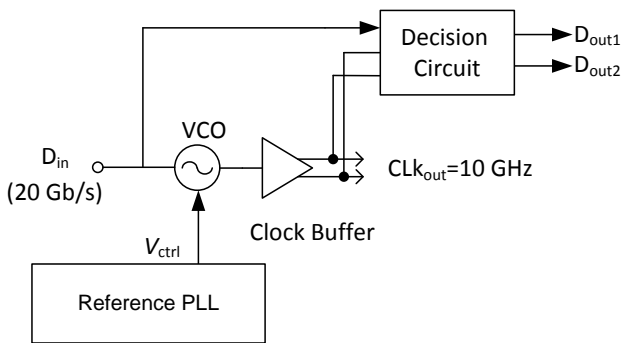 Decision
Circuit
D_out1
D_out2
VCO
D_in
(20 Gb/s)
CLk_out=10 GHz
Clock Buffer
V_ctrl
Reference PLL